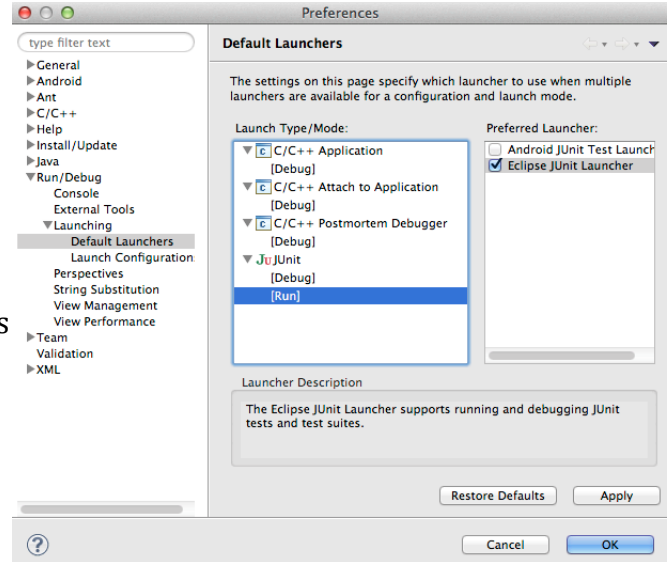 Preferences
type filter text
General
Android
Ant
C/C++
Help
Install/Update
Java
Run/Debug
Console
External Tools
Launching
Default Launchers
Launch Configuration
Perspectives
String Substitution
View Management
View Performance
Team
Validation
XML
s
Default Launchers
The settings on this page specify which launcher to use when multiple
launchers are available for a configuration and launch mode.
Launch Type/Mode:
C/C++ Application
[Debug]
C/C++ Attach to Application
[Debug]
C/C++ Postmortem Debugger
[Debug]
JUnit
[Debug]
[Run]
Preferred Launcher:
Android JUnit Test Launch
Eclipse JUnit Launcher
Launcher Description
The Eclipse JUnit Launcher supports running and debugging JUnit
tests and test suites.
Restore Defaults
Apply
?
Cancel
OK